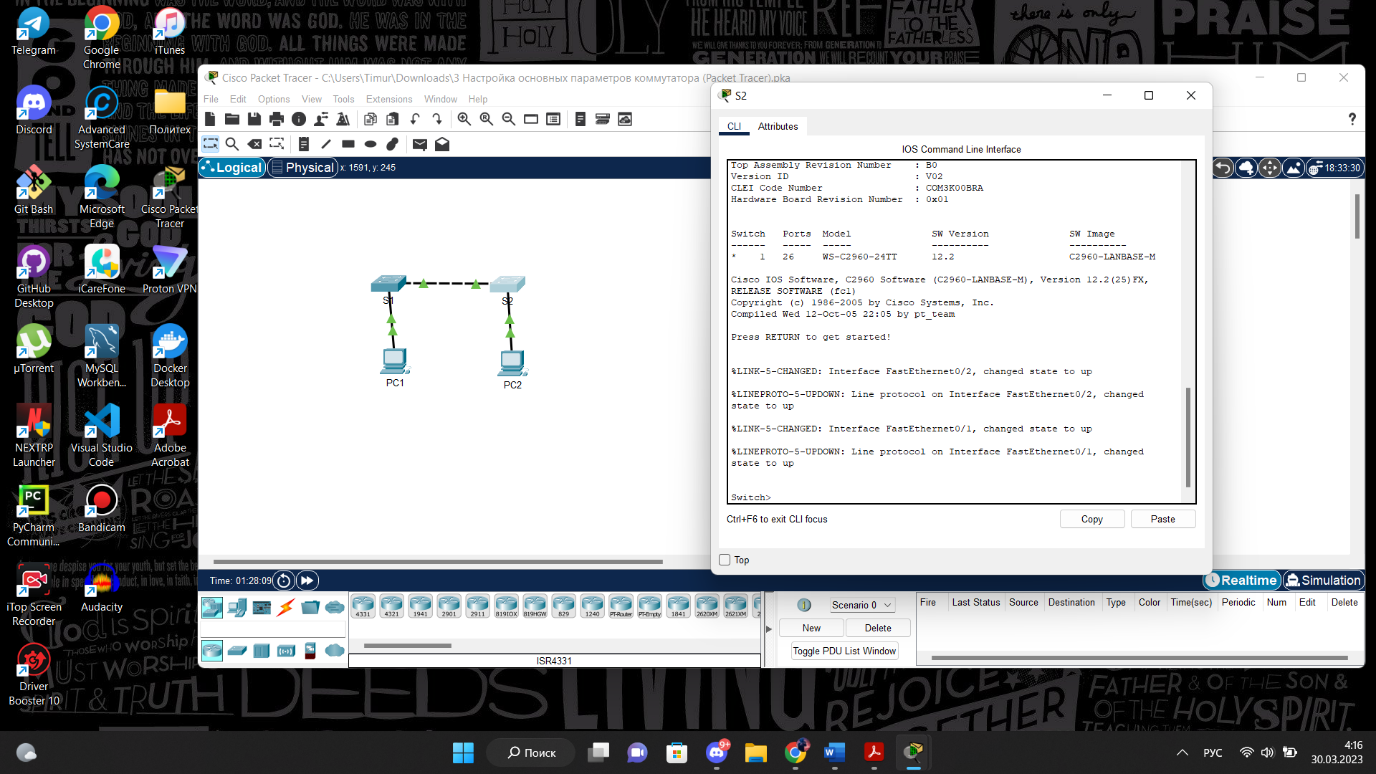 Telegram
Google
Chrome
iTunes
Discord
Advanced
SystemCare
Политех
Git Bash
Microsoft
Edge
Cisco Packet
Tracer
GitHub
Desktop
iCareFone
Proton VPN
µTorrent
MySQL
Workben...
Docker
Desktop
NEXTRP
Launcher
Visual Studio
Code
Adobe
Acrobat
PyCharm
Communi...
Bandicam
iTop Screen
Recorder
Audacity
Driver
Booster 10
Cisco Packet Tracer - C:\Users\Timur\Downloads\3 Настройка основных параметров коммутатора (Packet Tracer).pka
File Edit Options View Tools Extensions Window Help
Logical Physical x: 1591, y: 245
18:33:30
S1
S2
PC1
PC2
S2
CLI Attributes
IOS Command Line Interface
Top Assembly Revision Number : B0
Version ID : V02
CLEI Code Number : COM3K00BRA
Hardware Board Revision Number : 0x01
Switch Ports Model SW Version SW Image
------ ----- ----- ---------- ----------
* 1 26 WS-C2960-24TT 12.2 C2960-LANBASE-M
Cisco IOS Software, C2960 Software (C2960-LANBASE-M), Version 12.2(25)FX,
RELEASE SOFTWARE (fc1)
Copyright (c) 1986-2005 by Cisco Systems, Inc.
Compiled Wed 12-Oct-05 22:05 by pt_team
Press RETURN to get started!
%LINK-5-CHANGED: Interface FastEthernet0/2, changed state to up
%LINEPROTO-5-UPDOWN: Line protocol on Interface FastEthernet0/2, changed
state to up
%LINK-5-CHANGED: Interface FastEthernet0/1, changed state to up
%LINEPROTO-5-UPDOWN: Line protocol on Interface FastEthernet0/1, changed
state to up
Switch>
Ctrl+F6 to exit CLI focus
Copy
Paste
Top
Time: 01:28:09
Realtime
Simulation
4331 4321 1941 2901 2911 819IOX 819HGW 829 1240 PT-Router PT-Empty 1841 2620XM 2621XM
ISR4331
Scenario 0
New
Delete
Toggle PDU List Window
Fire Last Status Source Destination Type Color Time(sec) Periodic Num Edit Delete
Поиск
РУС
4:16
30.03.2023